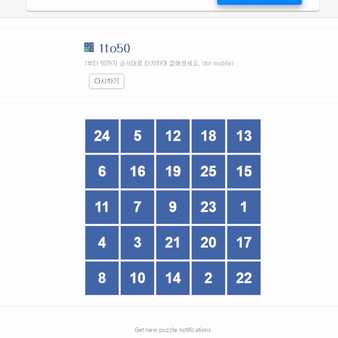 1to50
1부터 50까지 순서대로 터치하여 없애보세요. (for mobile)
다시하기
24 5 12 18 13
6 16 19 25 15
11 7 9 23 1
4 3 21 20 17
8 10 14 2 22
Get new puzzle notifications